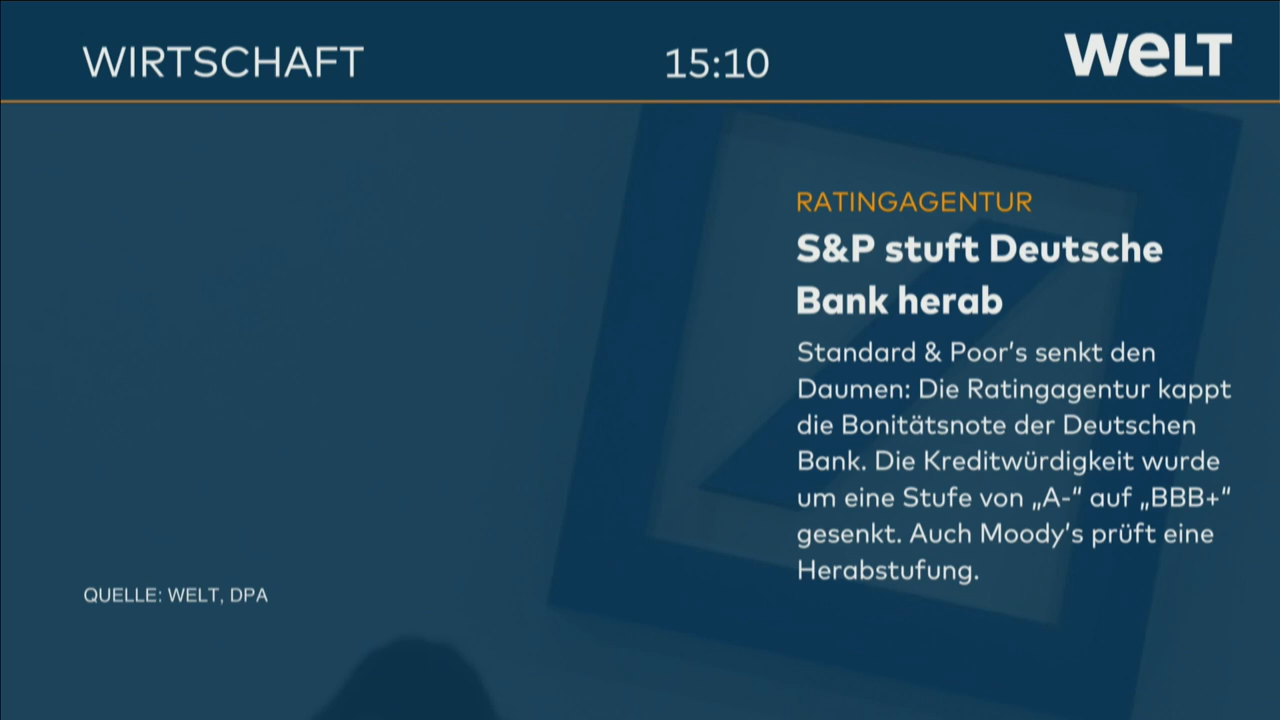 WIRTSCHAFT
15:10
WELT
RATINGAGENTUR
S&P stuft Deutsche
Bank herab
Standard & Poor's senkt den
Daumen: Die Ratingagentur kappt
die Bonitätsnote der Deutschen
Bank. Die Kreditwürdigkeit wurde
um eine Stufe von „A-“ auf „BBB+“
gesenkt. Auch Moody's prüft eine
Herabstufung.
QUELLE: WELT, DPA